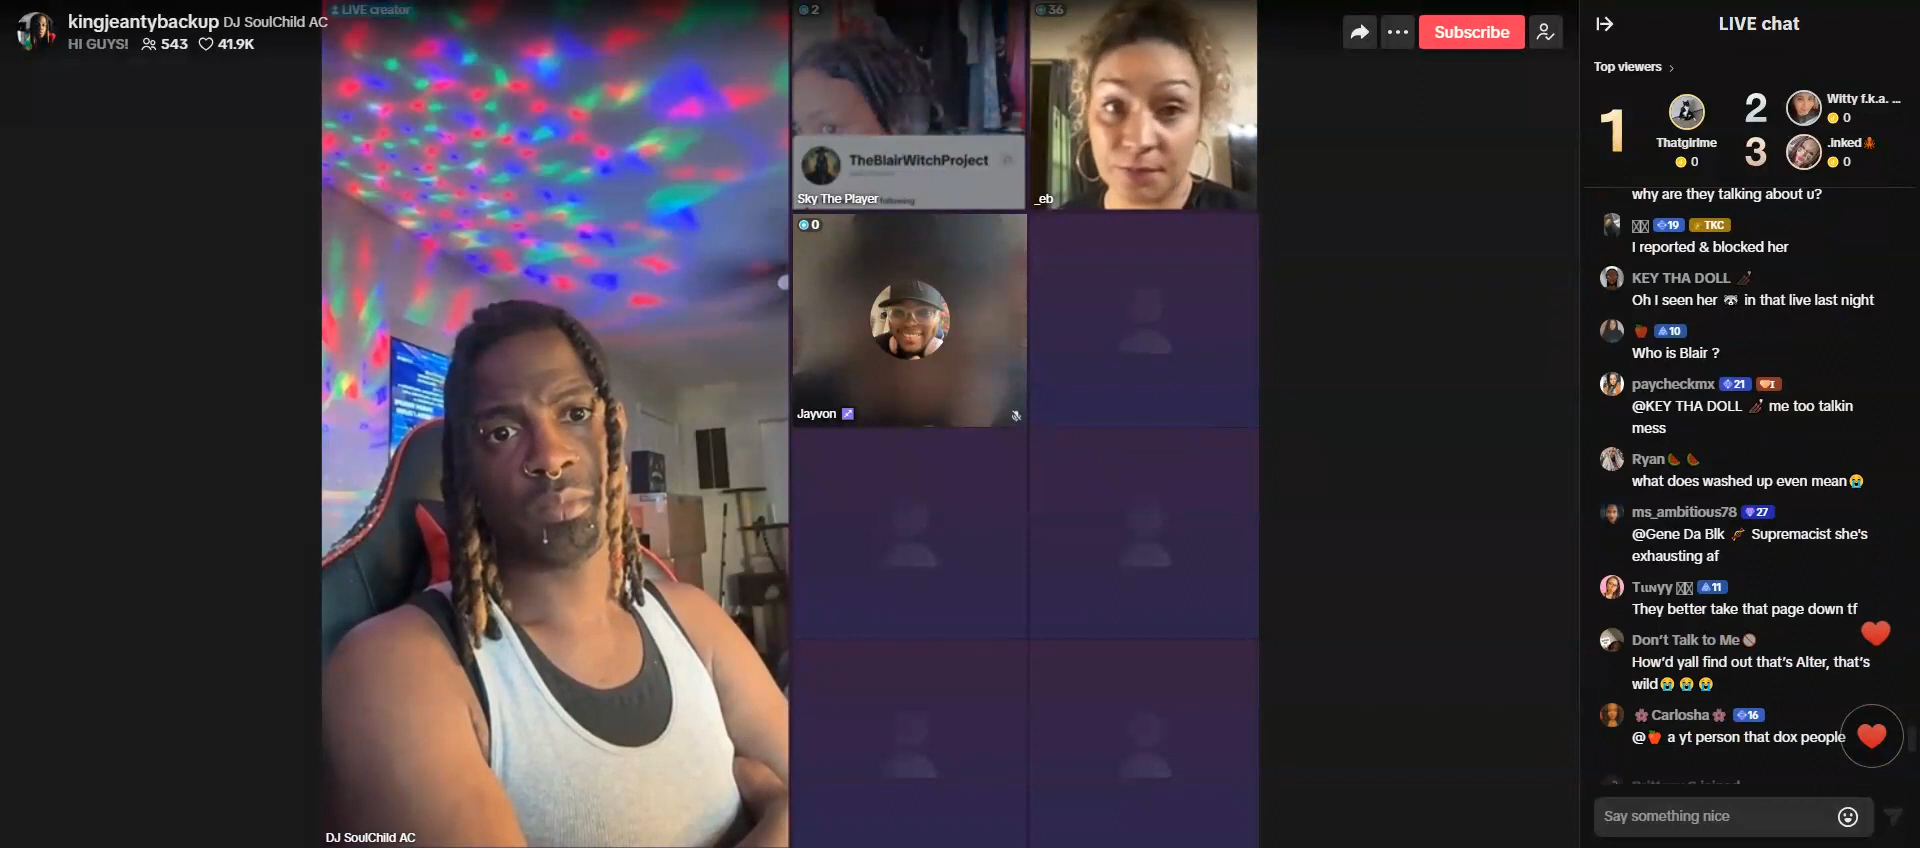 kingjeantybackup DJ SoulChild AC
HI GUYS! 543 41.9K
LIVE creator
2
36
TheBlairWitchProject
following
Sky The Player
_eb
0
Jayvon
DJ SoulChild AC
Subscribe
LIVE chat
Top viewers
1
Thatgirlme
0
2
Witty f.k.a. ...
0
3
.inked
0
why are they talking about u?
19 TKC
I reported & blocked her
KEY THA DOLL
Oh I seen her in that live last night
10
Who is Blair ?
paycheckmx 21 I
@KEY THA DOLL me too talkin
mess
Ryan
what does washed up even mean
ms_ambitious78 27
@Gene Da Blk Supremacist she's
exhausting af
Tɯɴyy 11
They better take that page down tf
Don't Talk to Me
How'd yall find out that's Alter, that's
wild
Carlosha 16
@ a yt person that dox people
Say something nice